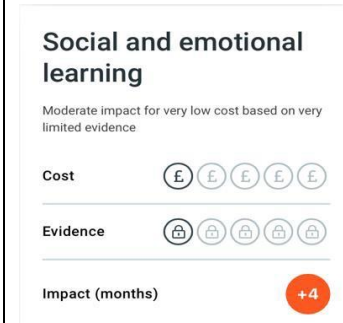 Social and emotional
learning
Moderate impact for very low cost based on very
limited evidence
Cost £ £ £ £ £
Evidence
Impact (months) +4